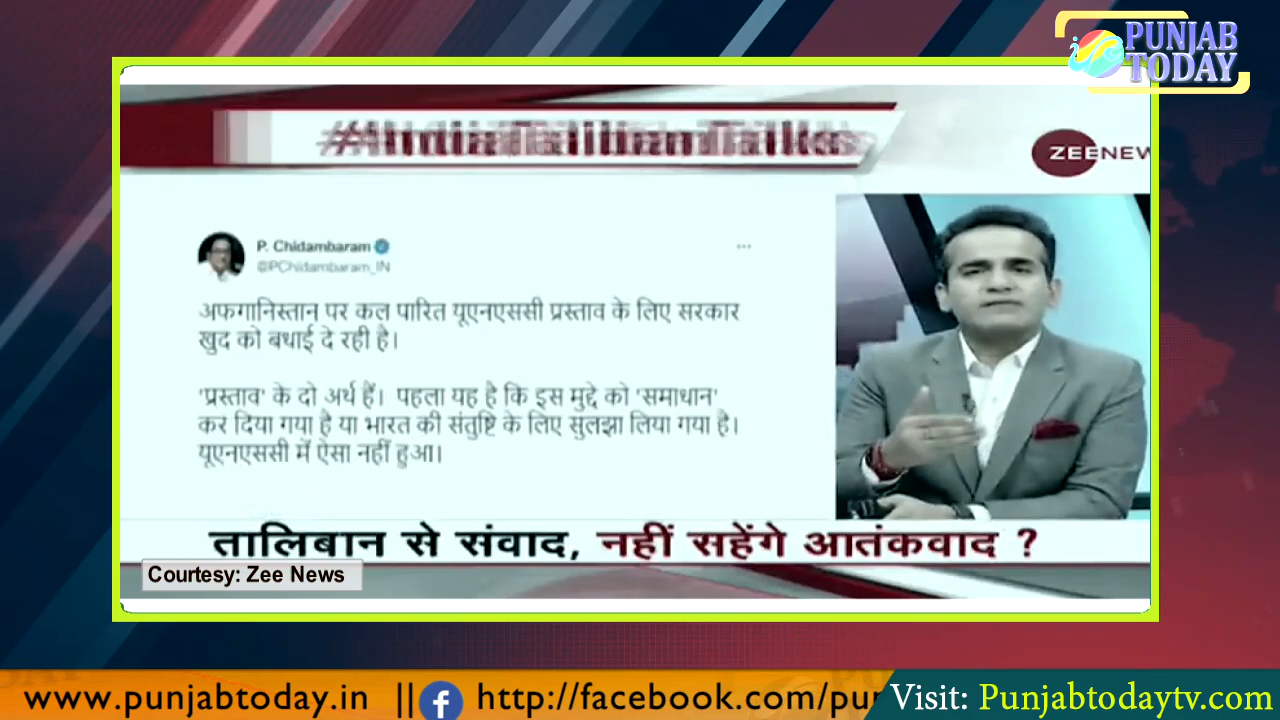 PUNJAB
TODAY
#IndiaTalibanTalks
ZEE NEW
P. Chidambaram
@PChidambaram_IN
अफगानिस्तान पर कल पारित यूएनएससी प्रस्ताव के लिए सरकार
खुद को बधाई दे रही है।
'प्रस्ताव' के दो अर्थ हैं। पहला यह है कि इस मुद्दे को 'समाधान'
कर दिया गया है या भारत की संतुष्टि के लिए सुलझा लिया गया है।
यूएनएससी में ऐसा नहीं हुआ।
तालिबान से संवाद, नहीं सहेंगे आतंकवाद ?
Courtesy: Zee News
www.punjabtoday.in || http://facebook.com/pu
Visit: Punjabtodaytv.com